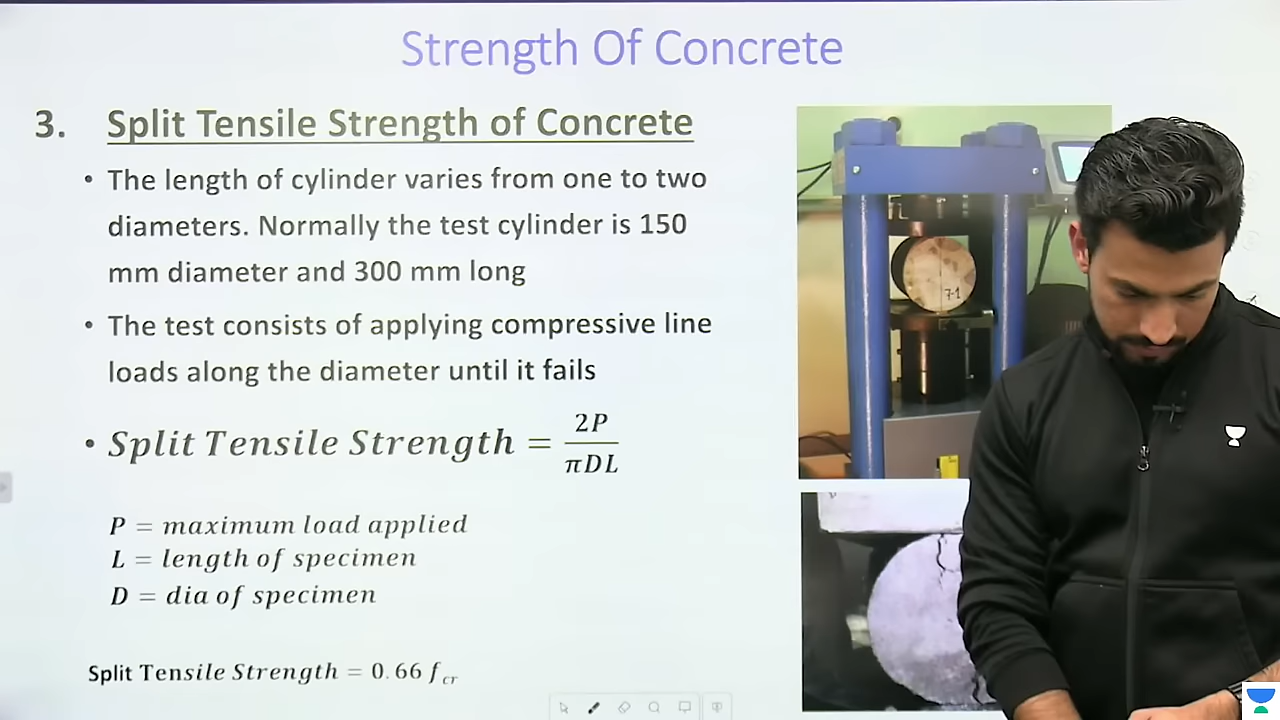 Strength Of Concrete
3. Split Tensile Strength of Concrete
• The length of cylinder varies from one to two
diameters. Normally the test cylinder is 150
mm diameter and 300 mm long
• The test consists of applying compressive line
loads along the diameter until it fails
• Split Tensile Strength = 2P / πDL
P = maximum load applied
L = length of specimen
D = dia of specimen
Split Tensile Strength = 0.66 f_cr
7-1